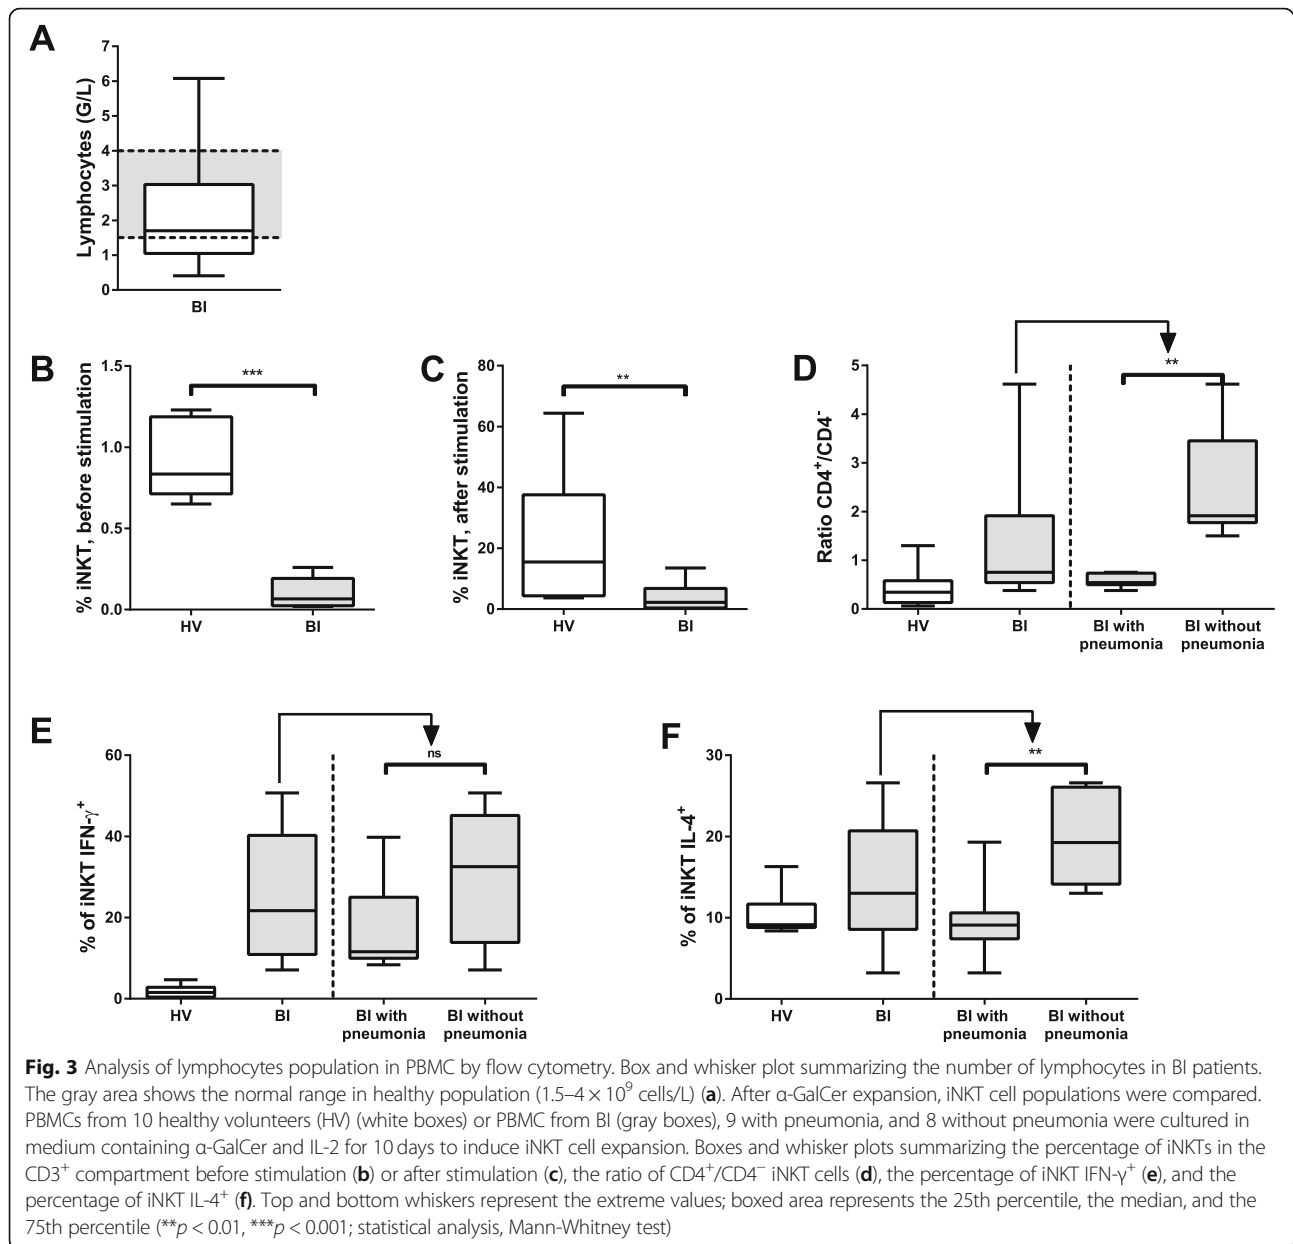 A
Lymphocytes (G/L)
7
6
5
4
3
2
1
0
BI
B
% iNKT, before stimulation
1.5
1.0
0.5
0.0
***
HV
BI
C
% iNKT, after stimulation
80
60
40
20
0
**
HV
BI
D
Ratio CD4⁺/CD4⁻
5
4
3
2
1
0
**
HV
BI
BI with
pneumonia
BI without
pneumonia
E
% of iNKT IFN-γ⁺
60
40
20
0
ns
HV
BI
BI with
pneumonia
BI without
pneumonia
F
% of iNKT IL-4⁺
30
20
10
0
**
HV
BI
BI with
pneumonia
BI without
pneumonia
Fig. 3 Analysis of lymphocytes population in PBMC by flow cytometry. Box and whisker plot summarizing the number of lymphocytes in BI patients.
The gray area shows the normal range in healthy population (1.5–4 × 10⁹ cells/L) (a). After α-GalCer expansion, iNKT cell populations were compared.
PBMCs from 10 healthy volunteers (HV) (white boxes) or PBMC from BI (gray boxes), 9 with pneumonia, and 8 without pneumonia were cultured in
medium containing α-GalCer and IL-2 for 10 days to induce iNKT cell expansion. Boxes and whisker plots summarizing the percentage of iNKTs in the
CD3⁺ compartment before stimulation (b) or after stimulation (c), the ratio of CD4⁺/CD4⁻ iNKT cells (d), the percentage of iNKT IFN-γ⁺ (e), and the
percentage of iNKT IL-4⁺ (f). Top and bottom whiskers represent the extreme values; boxed area represents the 25th percentile, the median, and the
75th percentile (**p < 0.01, ***p < 0.001; statistical analysis, Mann-Whitney test)